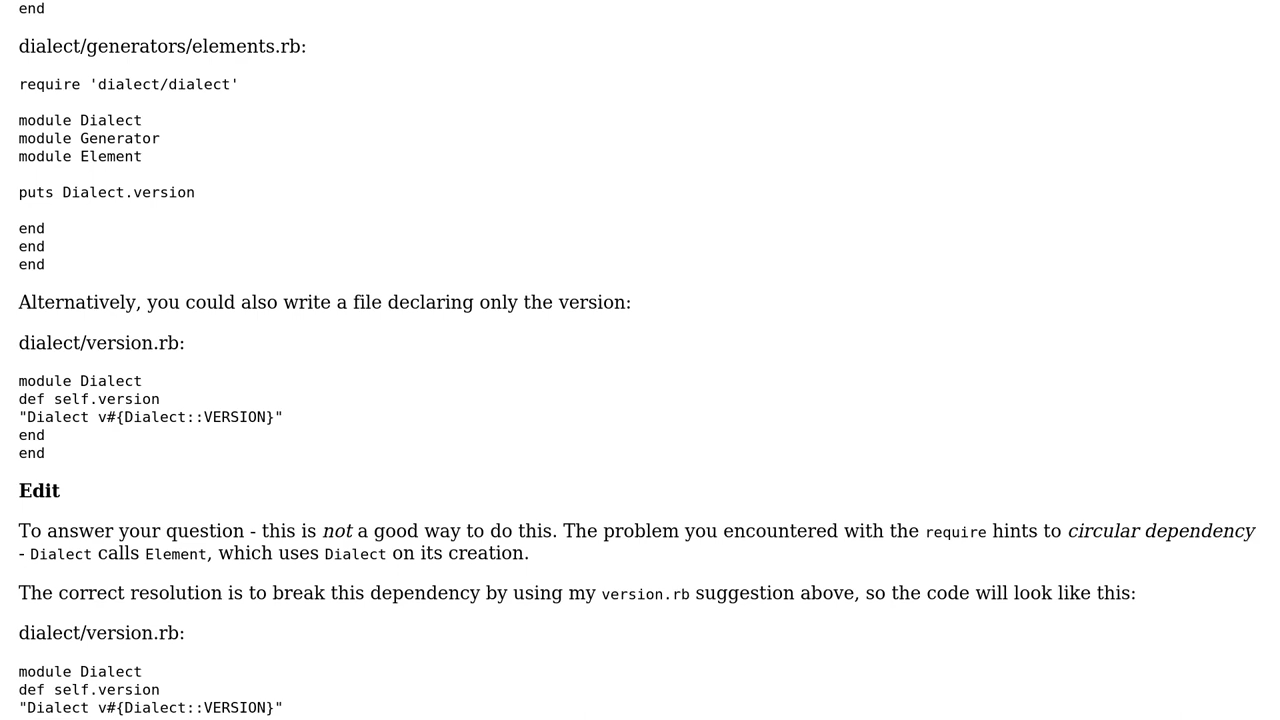 end
dialect/generators/elements.rb:
require 'dialect/dialect'
module Dialect
module Generator
module Element
puts Dialect.version
end
end
end
Alternatively, you could also write a file declaring only the version:
dialect/version.rb:
module Dialect
def self.version
"Dialect v#{Dialect::VERSION}"
end
end
Edit
To answer your question - this is not a good way to do this. The problem you encountered with the require hints to circular dependency
- Dialect calls Element, which uses Dialect on its creation.
The correct resolution is to break this dependency by using my version.rb suggestion above, so the code will look like this:
dialect/version.rb:
module Dialect
def self.version
"Dialect v#{Dialect::VERSION}"